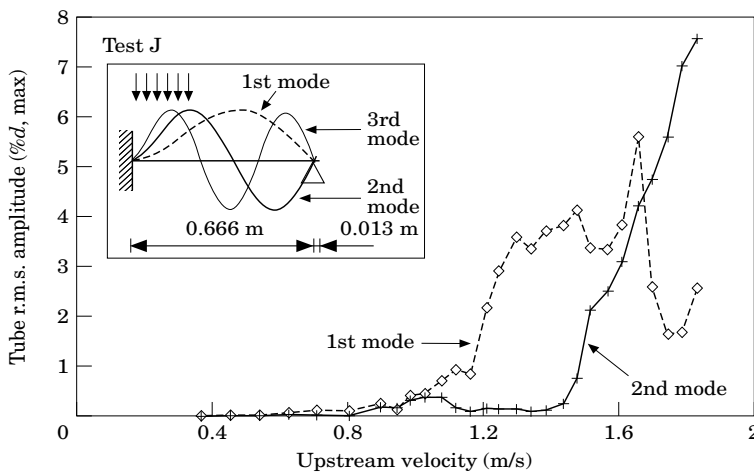 Test J
1st mode
3rd
mode
2nd
mode
0.666 m
0.013 m
Tube r.m.s. amplitude (%d, max)
8
7
6
5
4
3
2
1
0
1st mode
2nd mode
0.4
0.8
1.2
1.6
2
Upstream velocity (m/s)